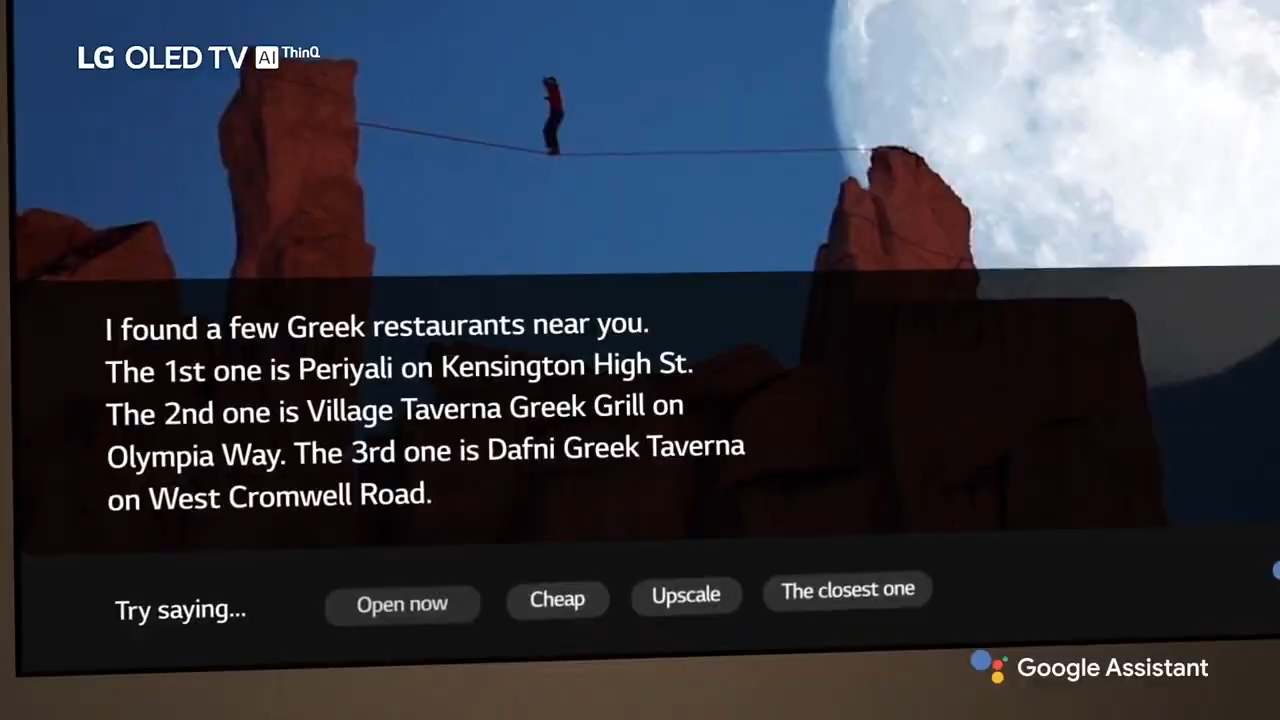 LG OLED TV AI ThinQ
I found a few Greek restaurants near you.
The 1st one is Periyali on Kensington High St.
The 2nd one is Village Taverna Greek Grill on
Olympia Way. The 3rd one is Dafni Greek Taverna
on West Cromwell Road.
Try saying... Open now Cheap Upscale The closest one
Google Assistant